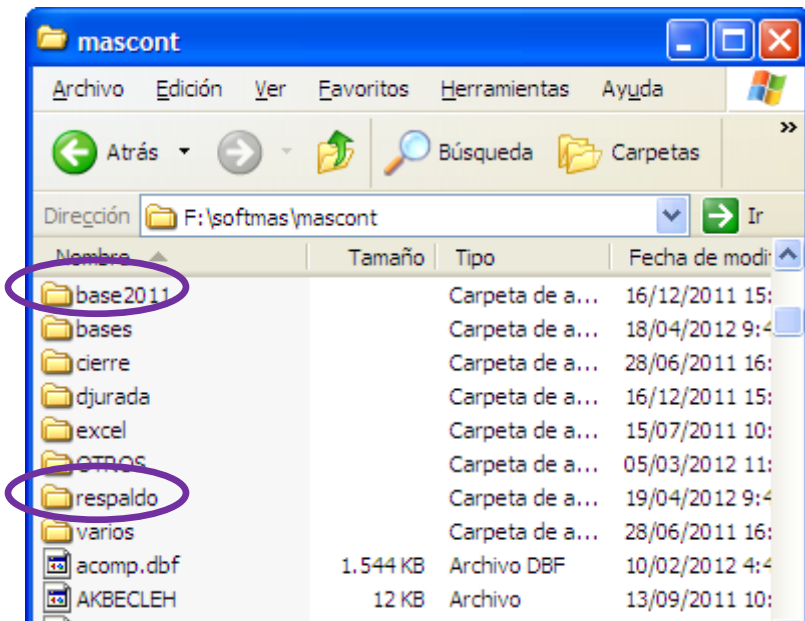 mascont
Archivo Edición Ver Favoritos Herramientas Ayuda
Atrás Búsqueda Carpetas »
Dirección F:\softmas\mascont Ir
Nombre Tamaño Tipo Fecha de modi
base2011 Carpeta de a... 16/12/2011 15:
bases Carpeta de a... 18/04/2012 9:4
cierre Carpeta de a... 28/06/2011 16:
djurada Carpeta de a... 16/12/2011 15:
excel Carpeta de a... 15/07/2011 10:
OTROS Carpeta de a... 05/03/2012 11:
respaldo Carpeta de a... 19/04/2012 9:4
varios Carpeta de a... 28/06/2011 16:
acomp.dbf 1.544 KB Archivo DBF 10/02/2012 4:4
AKBECLEH 12 KB Archivo 13/09/2011 10: